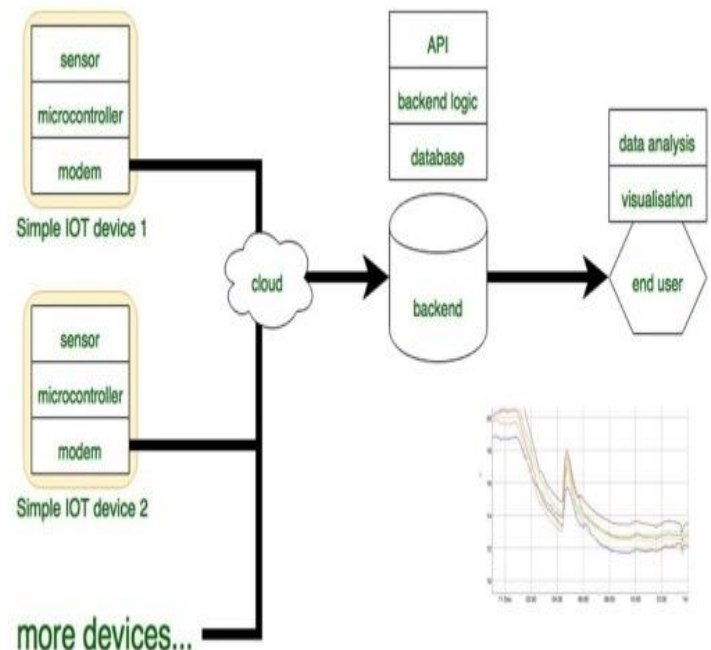 sensor
microcontroller
modem
Simple IOT device 1
sensor
microcontroller
modem
Simple IOT device 2
more devices...
cloud
API
backend logic
database
backend
data analysis
visualisation
end user